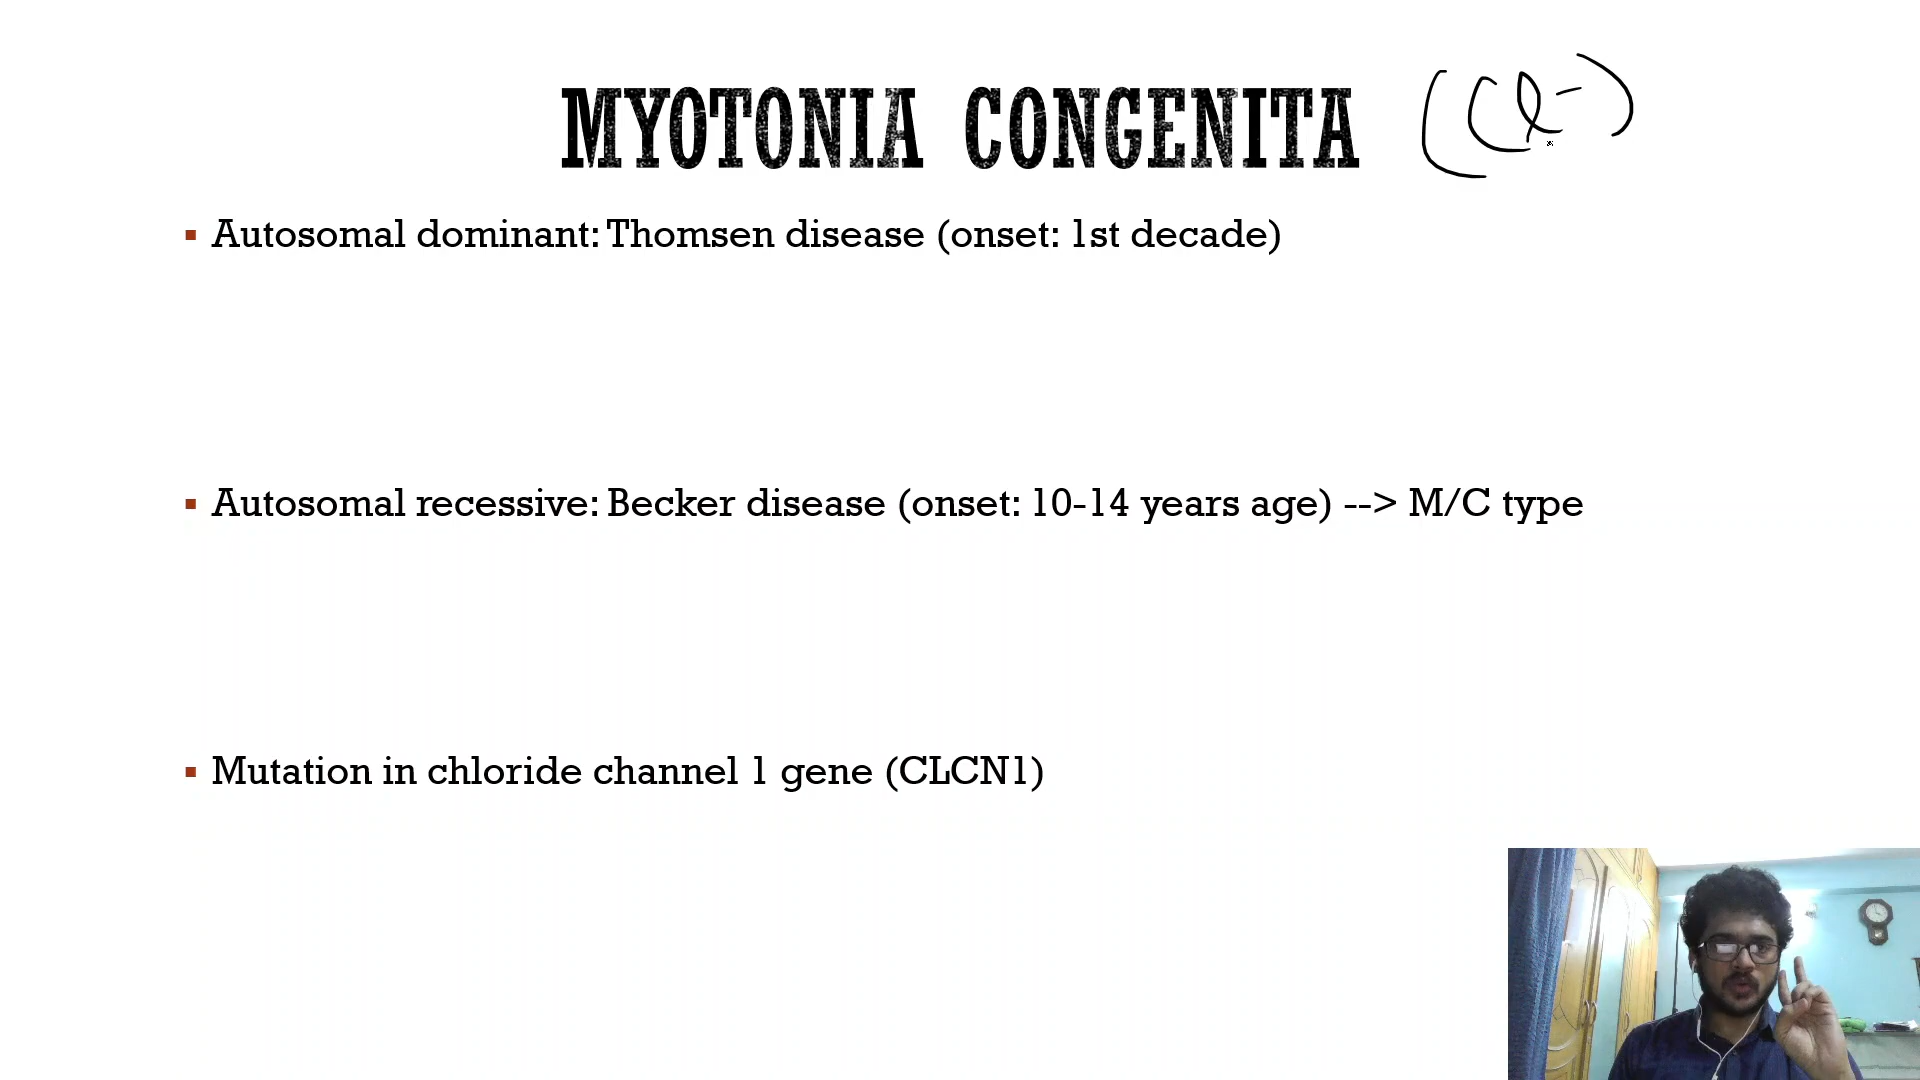 MYOTONIA CONGENITA (Cl-)
Autosomal dominant: Thomsen disease (onset: 1st decade)
Autosomal recessive: Becker disease (onset: 10-14 years age) --> M/C type
Mutation in chloride channel 1 gene (CLCN1)